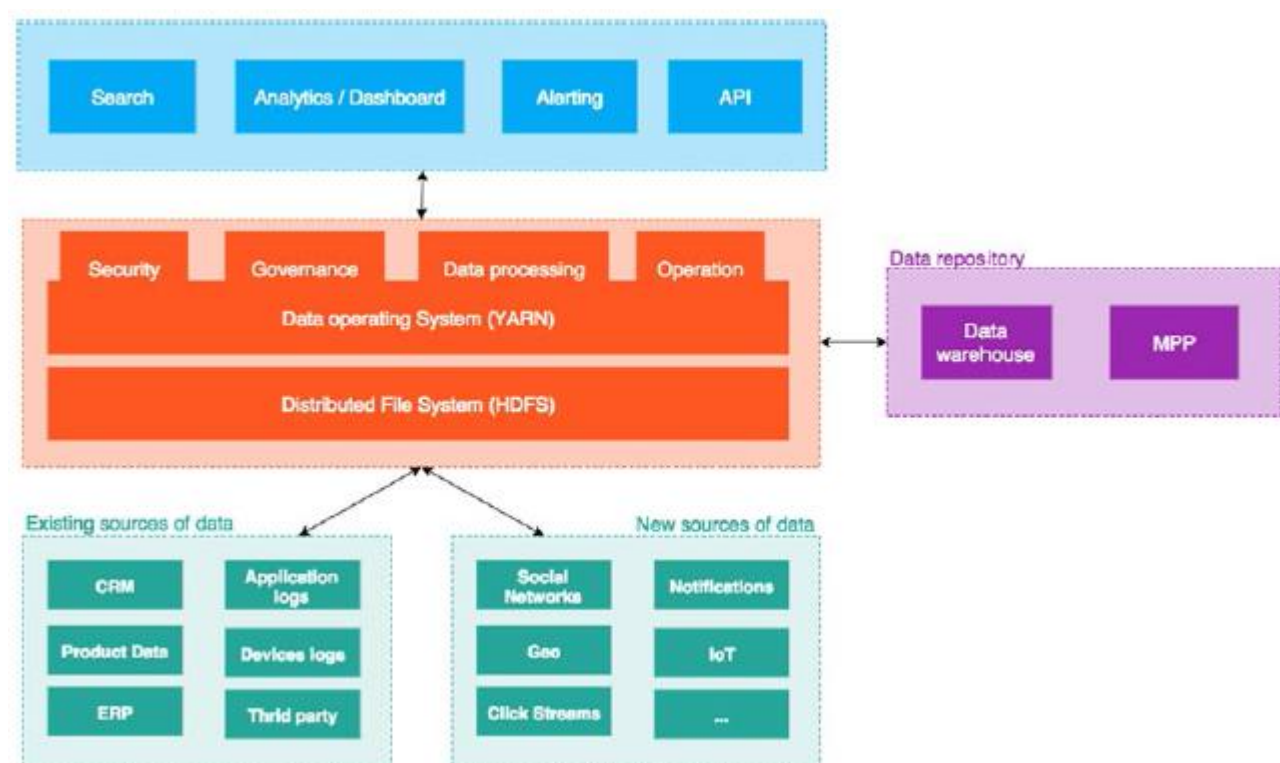 Search
Analytics / Dashboard
Alerting
API
Security
Governance
Data processing
Operation
Data operating System (YARN)
Distributed File System (HDFS)
Data repository
Data
warehouse
MPP
Existing sources of data
CRM
Application
logs
Product Data
Devices logs
ERP
Thrid party
New sources of data
Social
Networks
Notifications
Geo
IoT
Click Streams
...